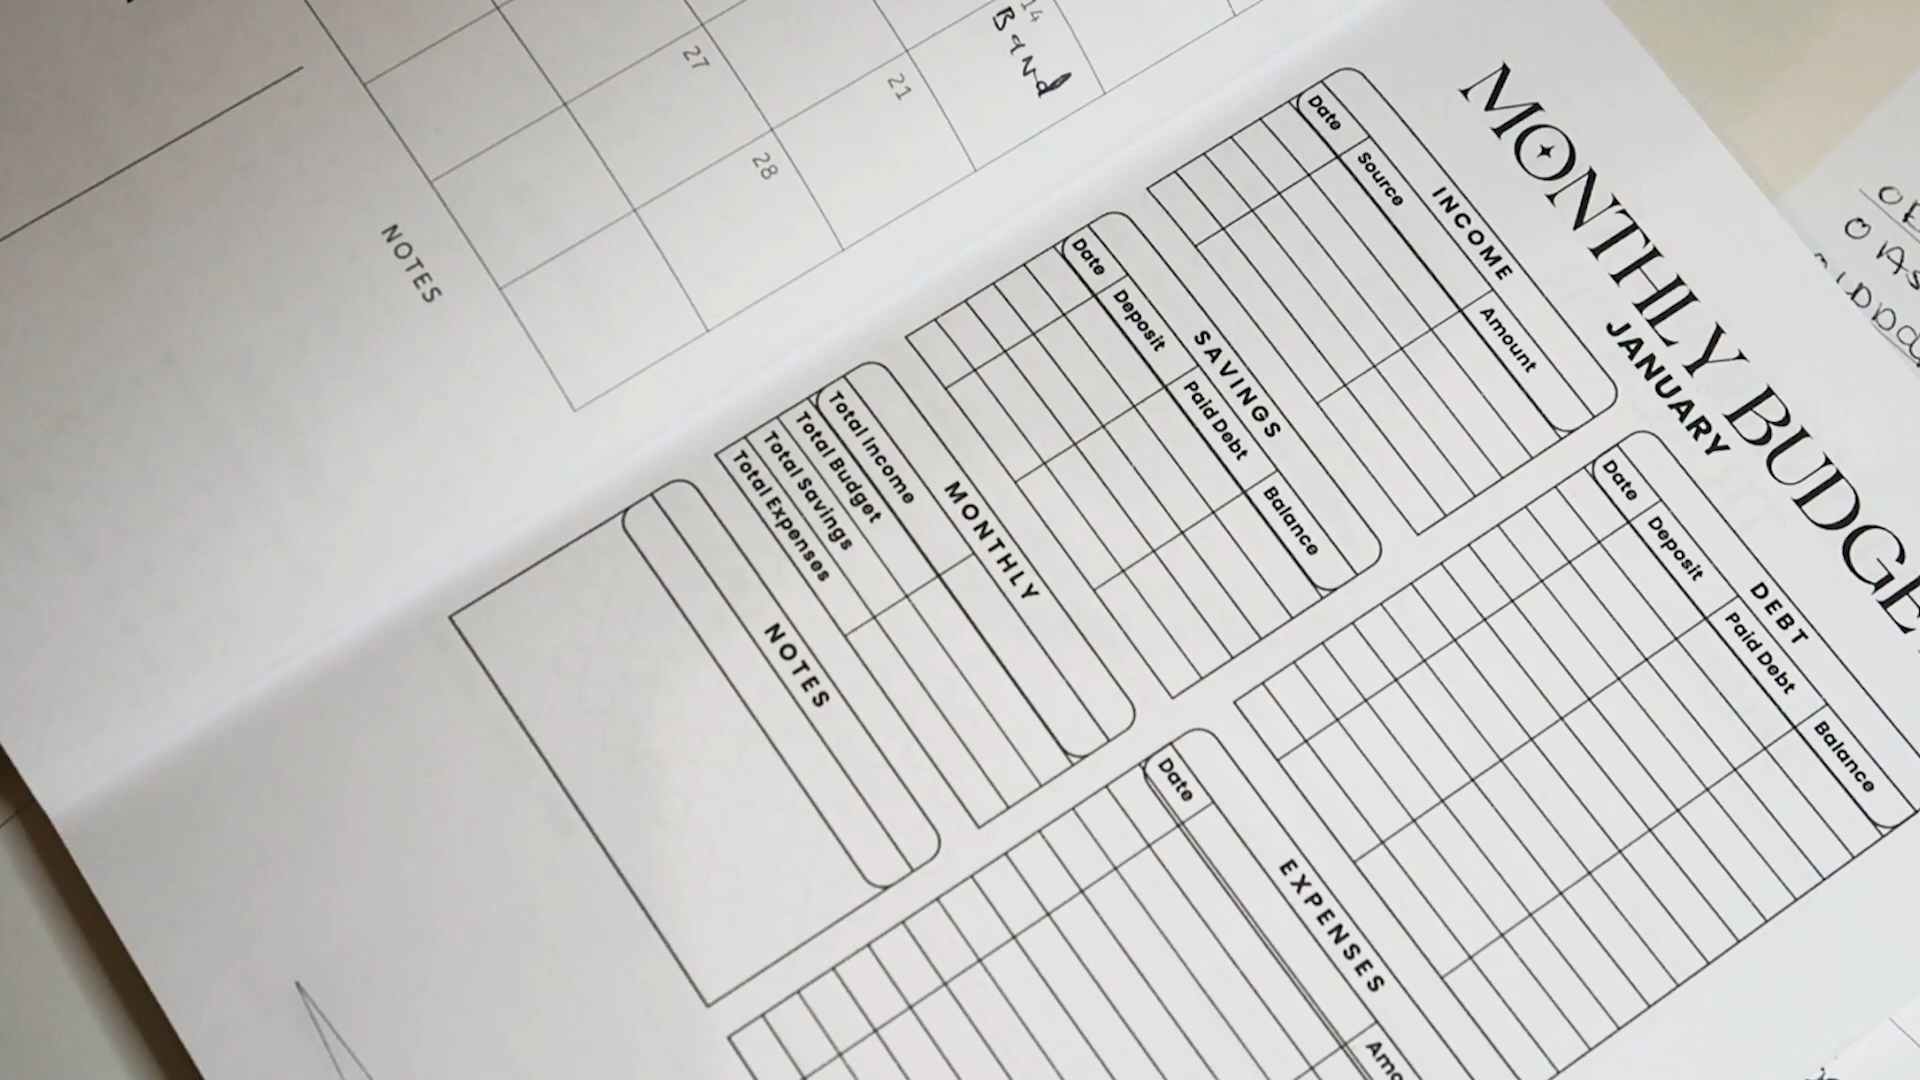 14
Band
27
21
28
NOTES
MONTHLY BUDGE
JANUARY
INCOME
Date Source Amount
SAVINGS
Date Deposit Paid Debt Balance
MONTHLY
Total Income
Total Budget
Total Savings
Total Expenses
NOTES
DEBT
Date Deposit Paid Debt Balance
EXPENSES
Date Amo